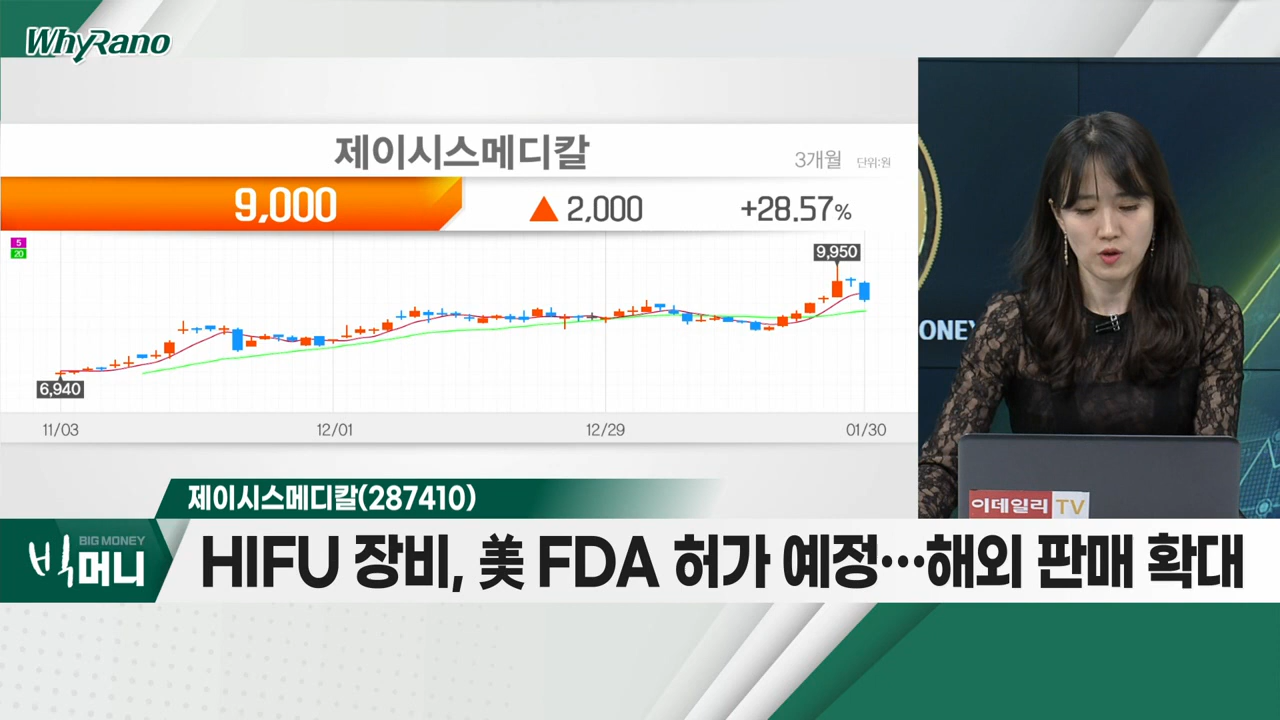 WhyRano
제이시스메디칼
3개월 단위:원
9,000 ▲ 2,000 +28.57%
5
20
9,950
6,940
11/03 12/01 12/29 01/30
ONEY
이데일리TV
제이시스메디칼(287410)
BIG MONEY
빅머니
HIFU 장비, 美 FDA 허가 예정…해외 판매 확대